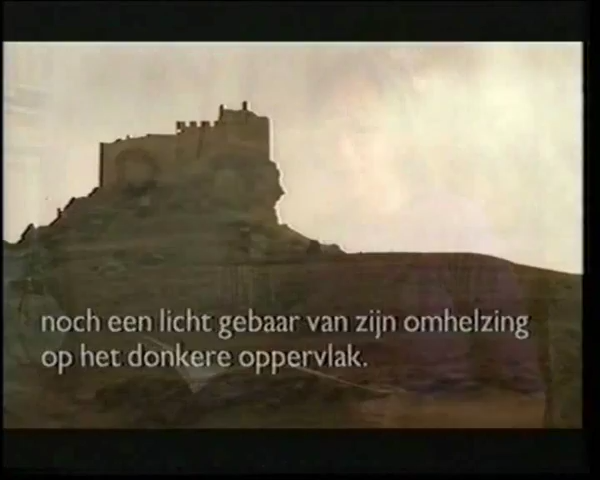 noch een licht gebaar van zijn omhelzing
op het donkere oppervlak.